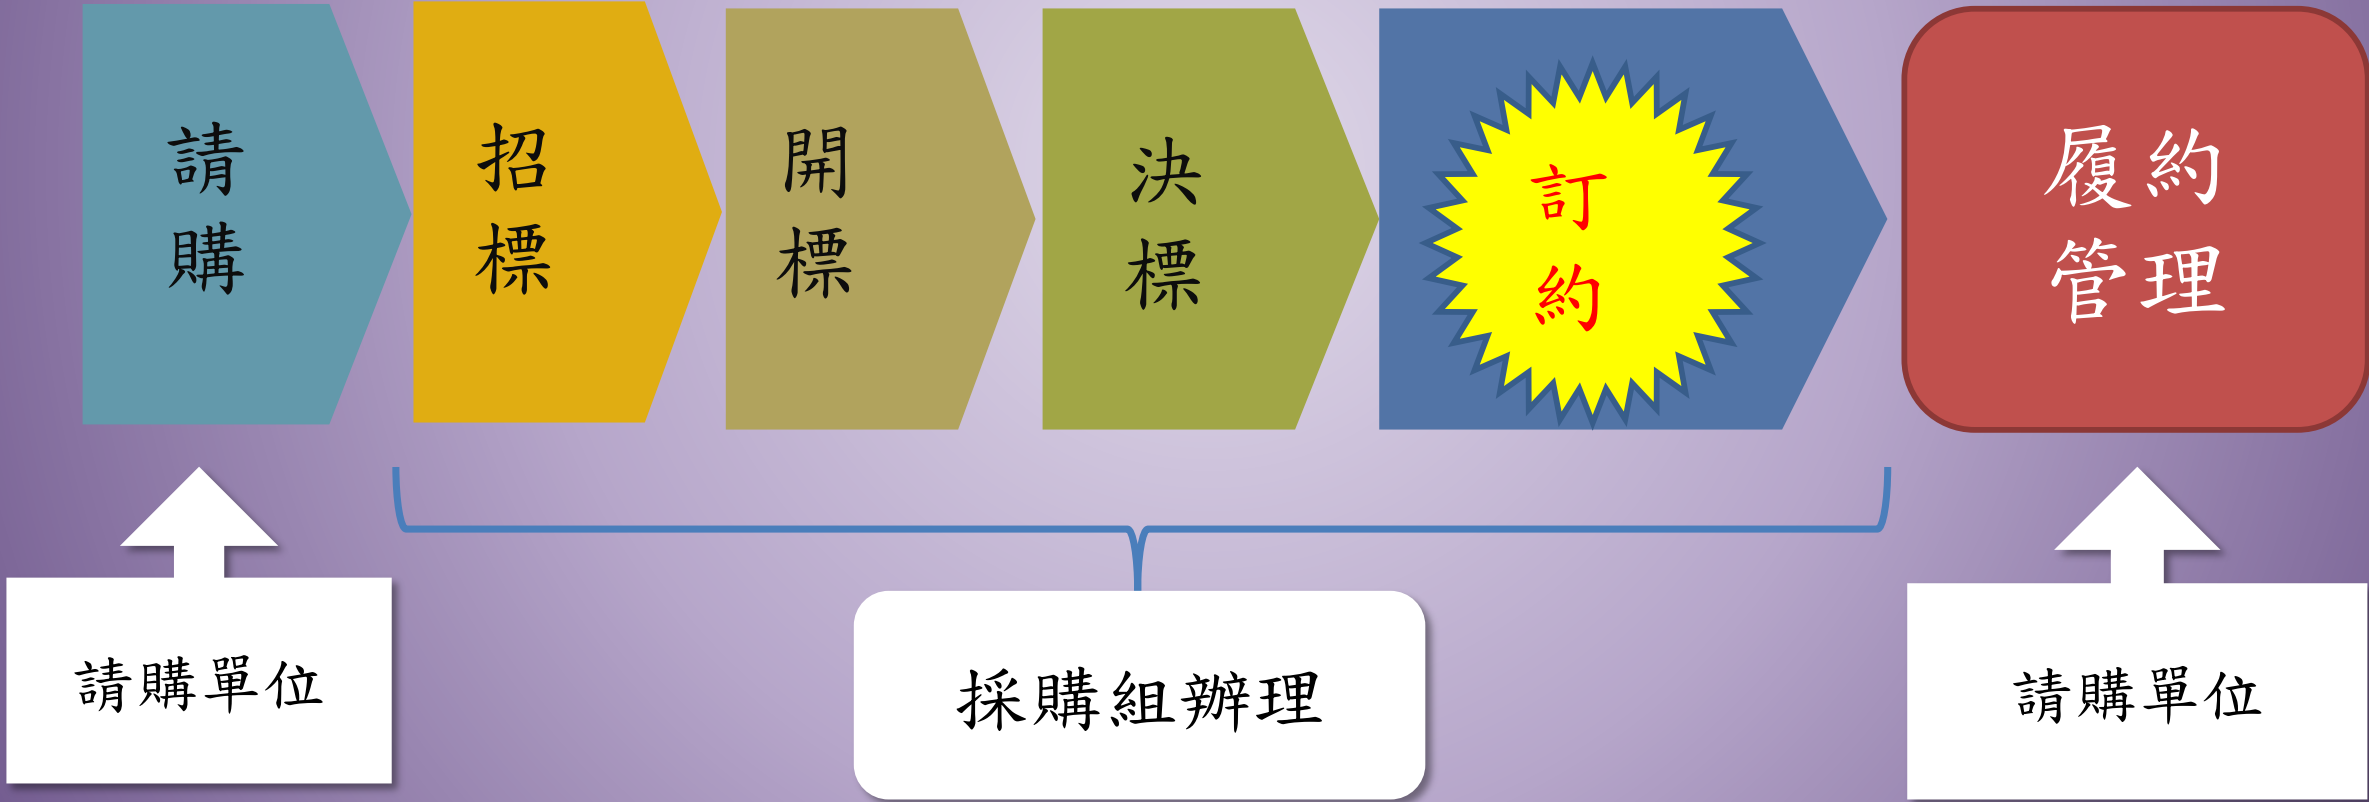 請
購
招
標
開
標
決
標
訂
約
履約
管理
請購單位
採購組辦理
請購單位